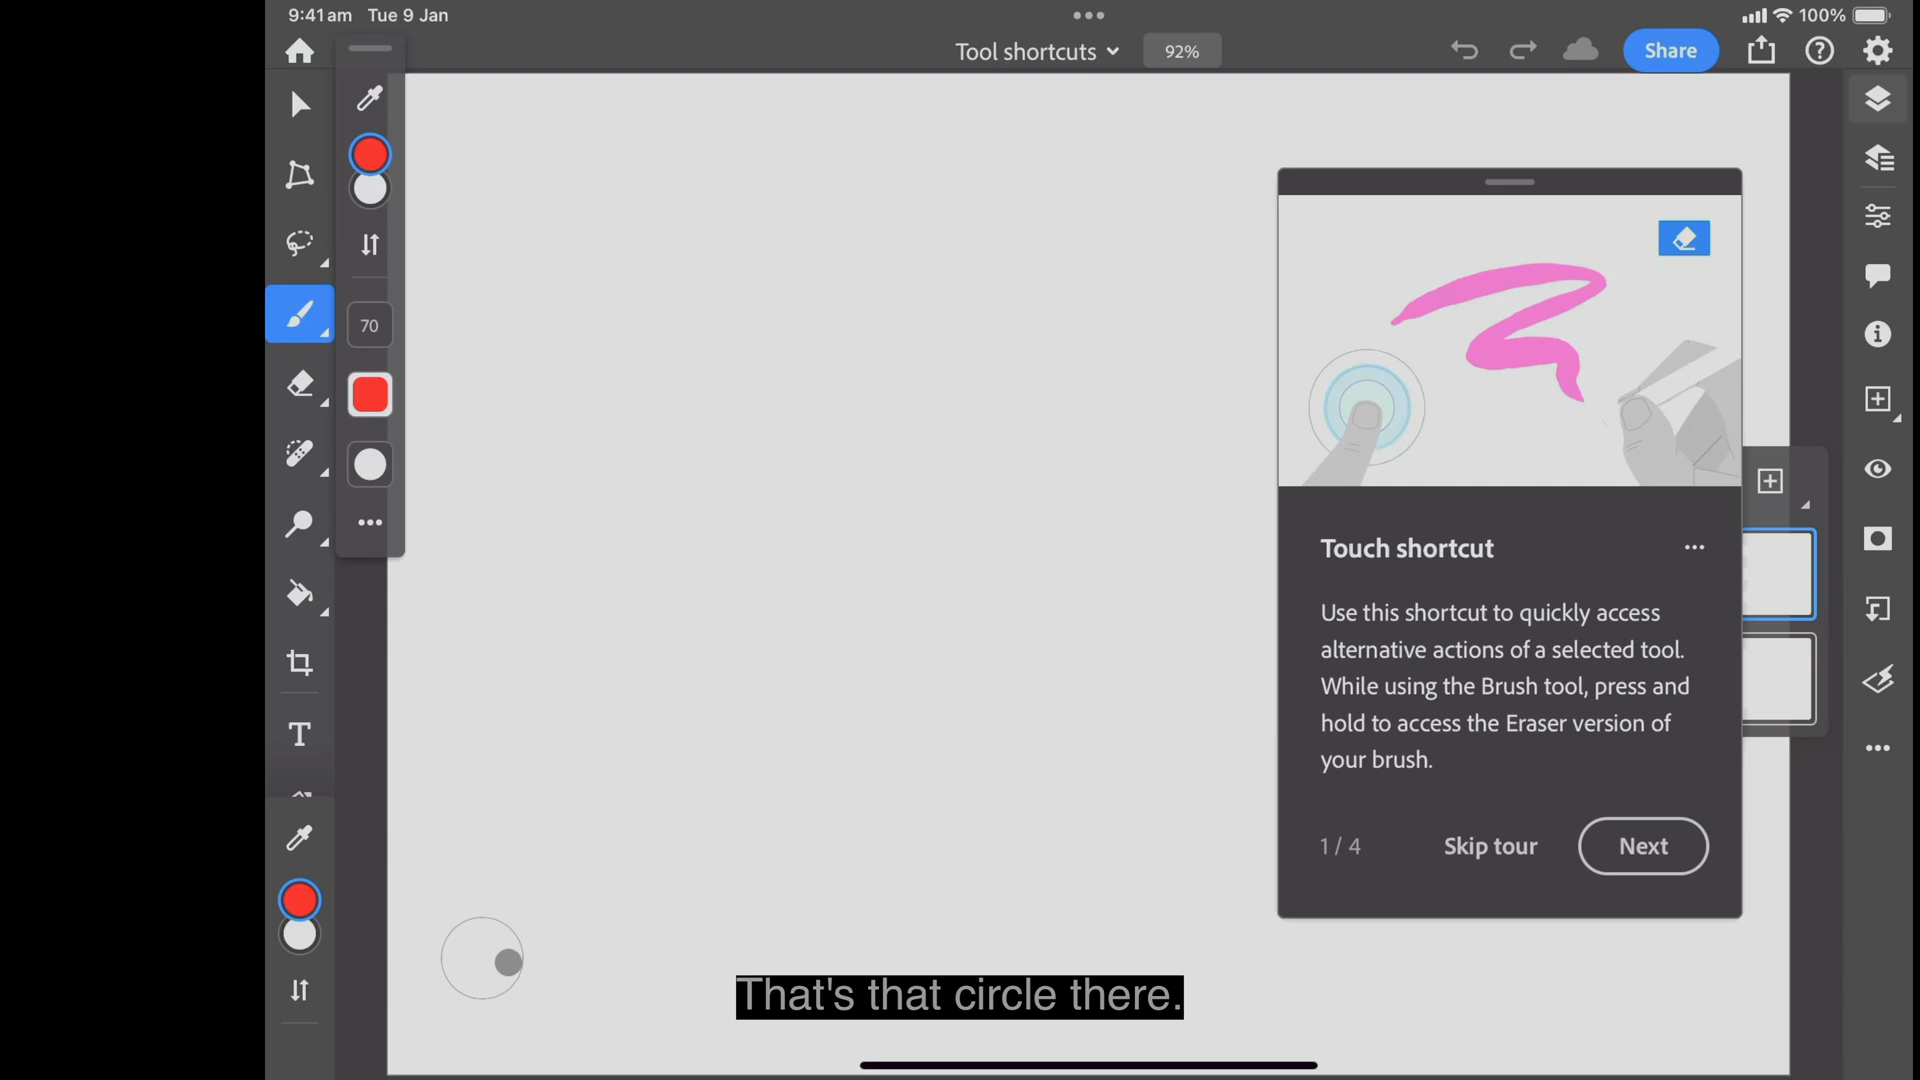 9:41 am Tue 9 Jan
100%
Tool shortcuts
92%
Share
70
Touch shortcut
Use this shortcut to quickly access
alternative actions of a selected tool.
While using the Brush tool, press and
hold to access the Eraser version of
your brush.
1 / 4
Skip tour
Next
T
That's that circle there.